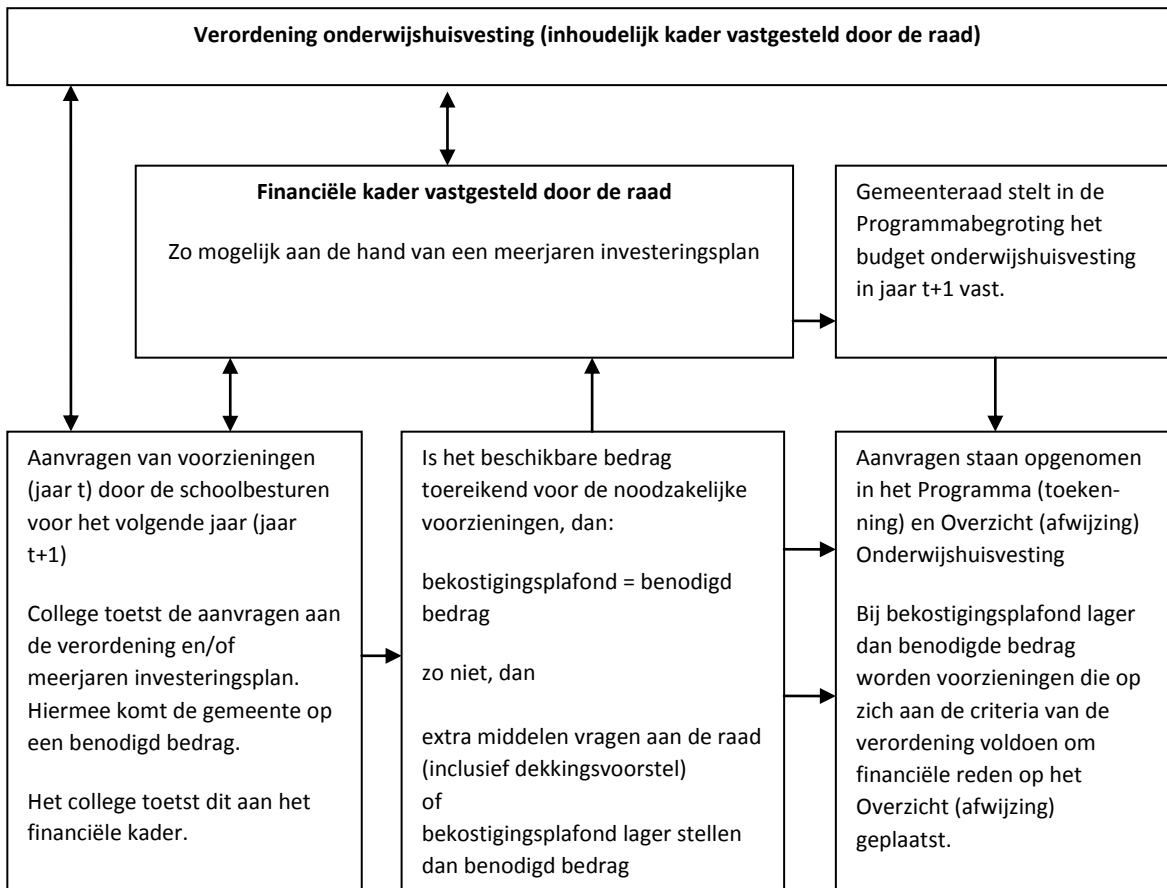 Verordening onderwijshuisvesting (inhoudelijk kader vastgesteld door de raad)
Financiële kader vastgesteld door de raad
Zo mogelijk aan de hand van een meerjaren investeringsplan
Gemeenteraad stelt in de
Programmabegroting het
budget onderwijshuisvesting
in jaar t+1 vast.
Aanvragen van voorzieningen
(jaar t) door de schoolbesturen
voor het volgende jaar (jaar
t+1)
College toetst de aanvragen aan
de verordening en/of
meerjaren investeringsplan.
Hiermee komt de gemeente op
een benodigd bedrag.
Het college toetst dit aan het
financiële kader.
Is het beschikbare bedrag
toereikend voor de noodzakelijke
voorzieningen, dan:
bekostigingsplafond = benodigd
bedrag
zo niet, dan
extra middelen vragen aan de raad
(inclusief dekkingsvoorstel)
of
bekostigingsplafond lager stellen
dan benodigd bedrag
Aanvragen staan opgenomen
in het Programma (toeken-
ning) en Overzicht (afwijzing)
Onderwijshuisvesting
Bij bekostigingsplafond lager
dan benodigde bedrag
worden voorzieningen die op
zich aan de criteria van de
verordening voldoen om
financiële reden op het
Overzicht (afwijzing)
geplaatst.